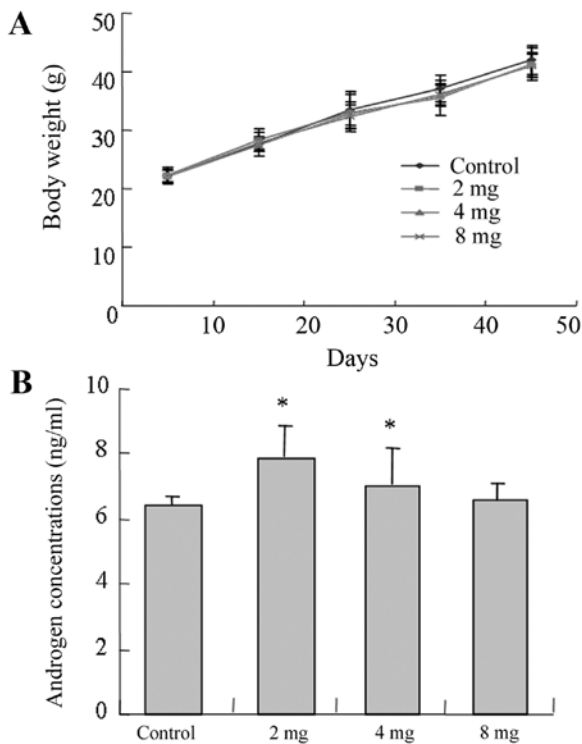 A
Body weight (g)
50
40
30
20
10
0
10
20
30
40
50
Days
Control
2 mg
4 mg
8 mg
B
Androgen concentrations (ng/ml)
10
8
6
4
2
0
*
*
Control
2 mg
4 mg
8 mg